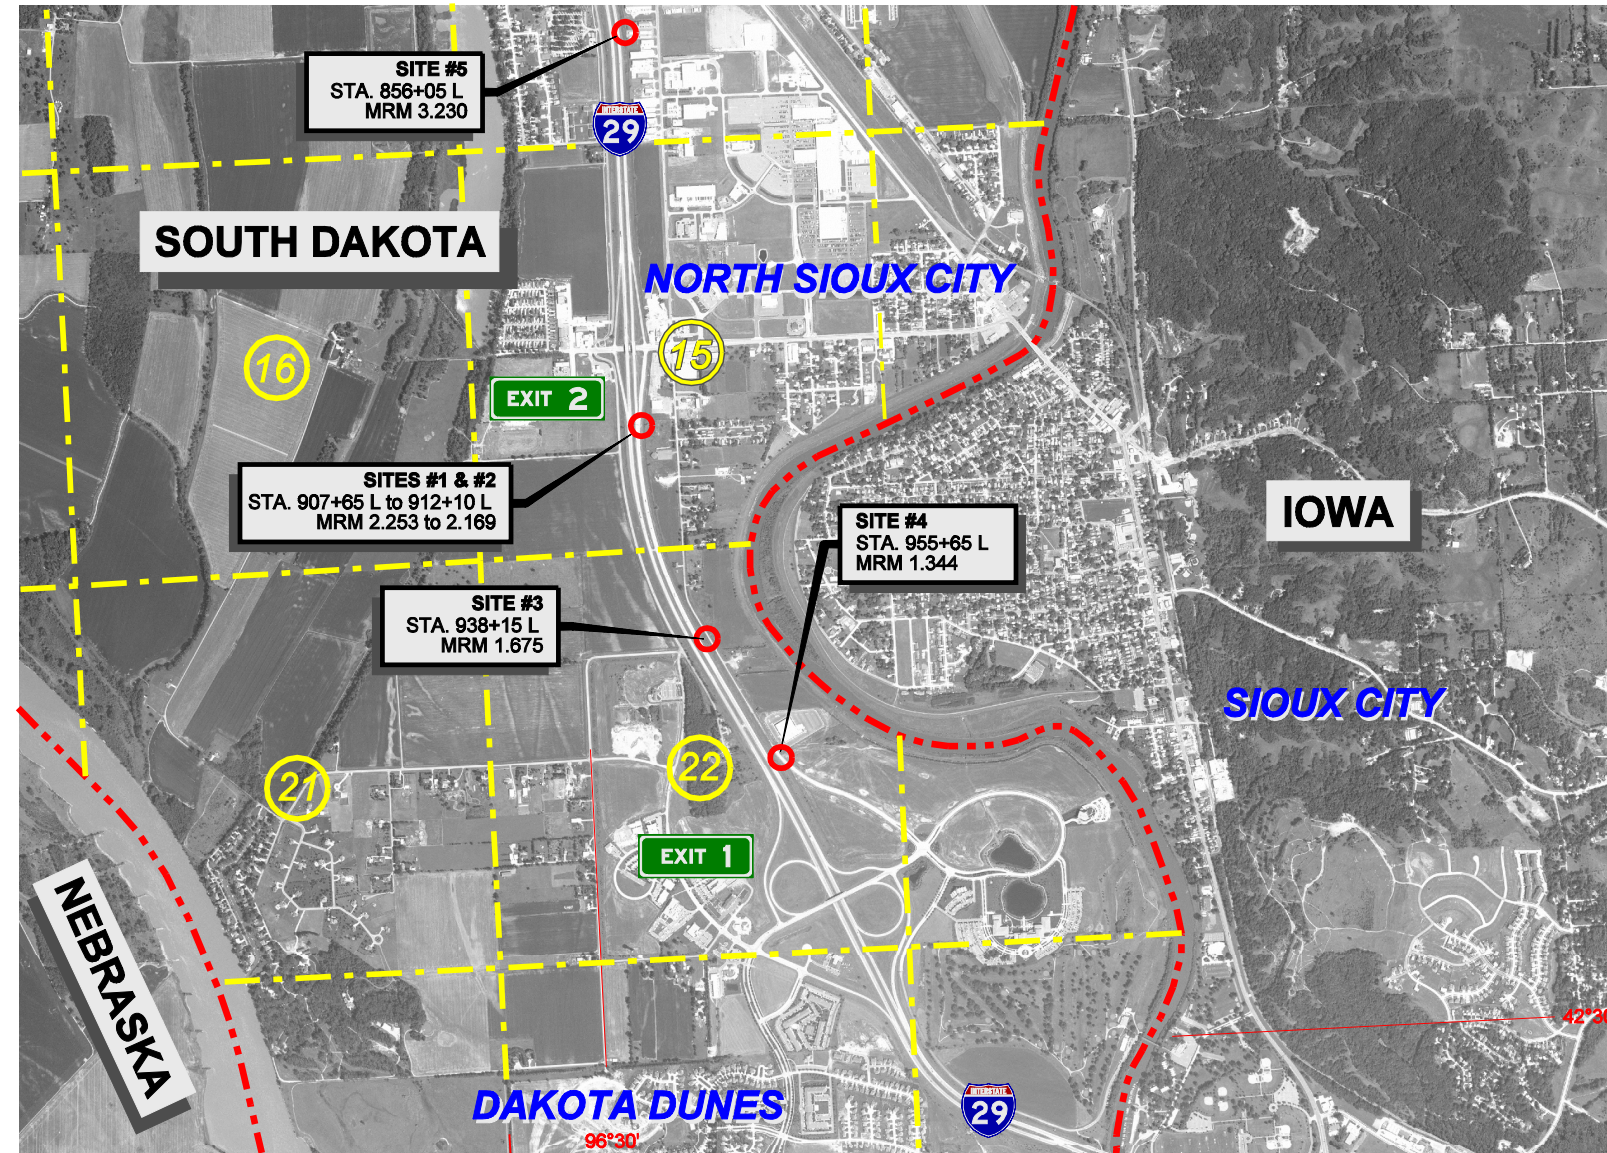 SITE #5
STA. 856+05 L
MRM 3.230
INTERSTATE
29
SOUTH DAKOTA
NORTH SIOUX CITY
16
15
EXIT 2
SITES #1 & #2
STA. 907+65 L to 912+10 L
MRM 2.253 to 2.169
SITE #4
STA. 955+65 L
MRM 1.344
IOWA
SITE #3
STA. 938+15 L
MRM 1.675
SIOUX CITY
21
22
EXIT 1
NEBRASKA
42°30
DAKOTA DUNES
INTERSTATE
29
96°30'